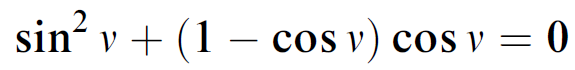 sin² v + (1 − cos v) cos v = 0